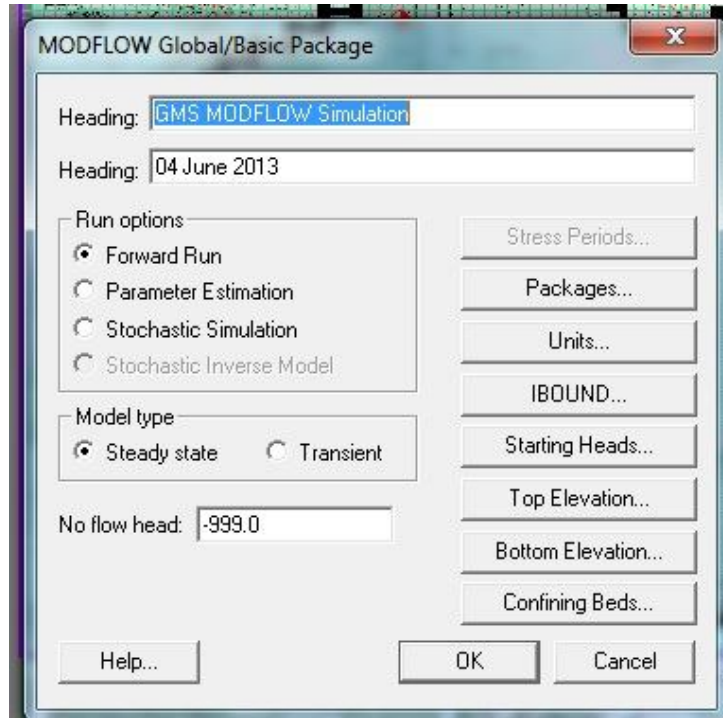 MODFLOW Global/Basic Package
Heading: GMS MODFLOW Simulation
Heading: 04 June 2013
Run options
Forward Run
Parameter Estimation
Stochastic Simulation
Stochastic Inverse Model
Model type
Steady state Transient
No flow head: -999.0
Stress Periods...
Packages...
Units...
IBOUND...
Starting Heads...
Top Elevation...
Bottom Elevation...
Confining Beds...
Help... OK Cancel